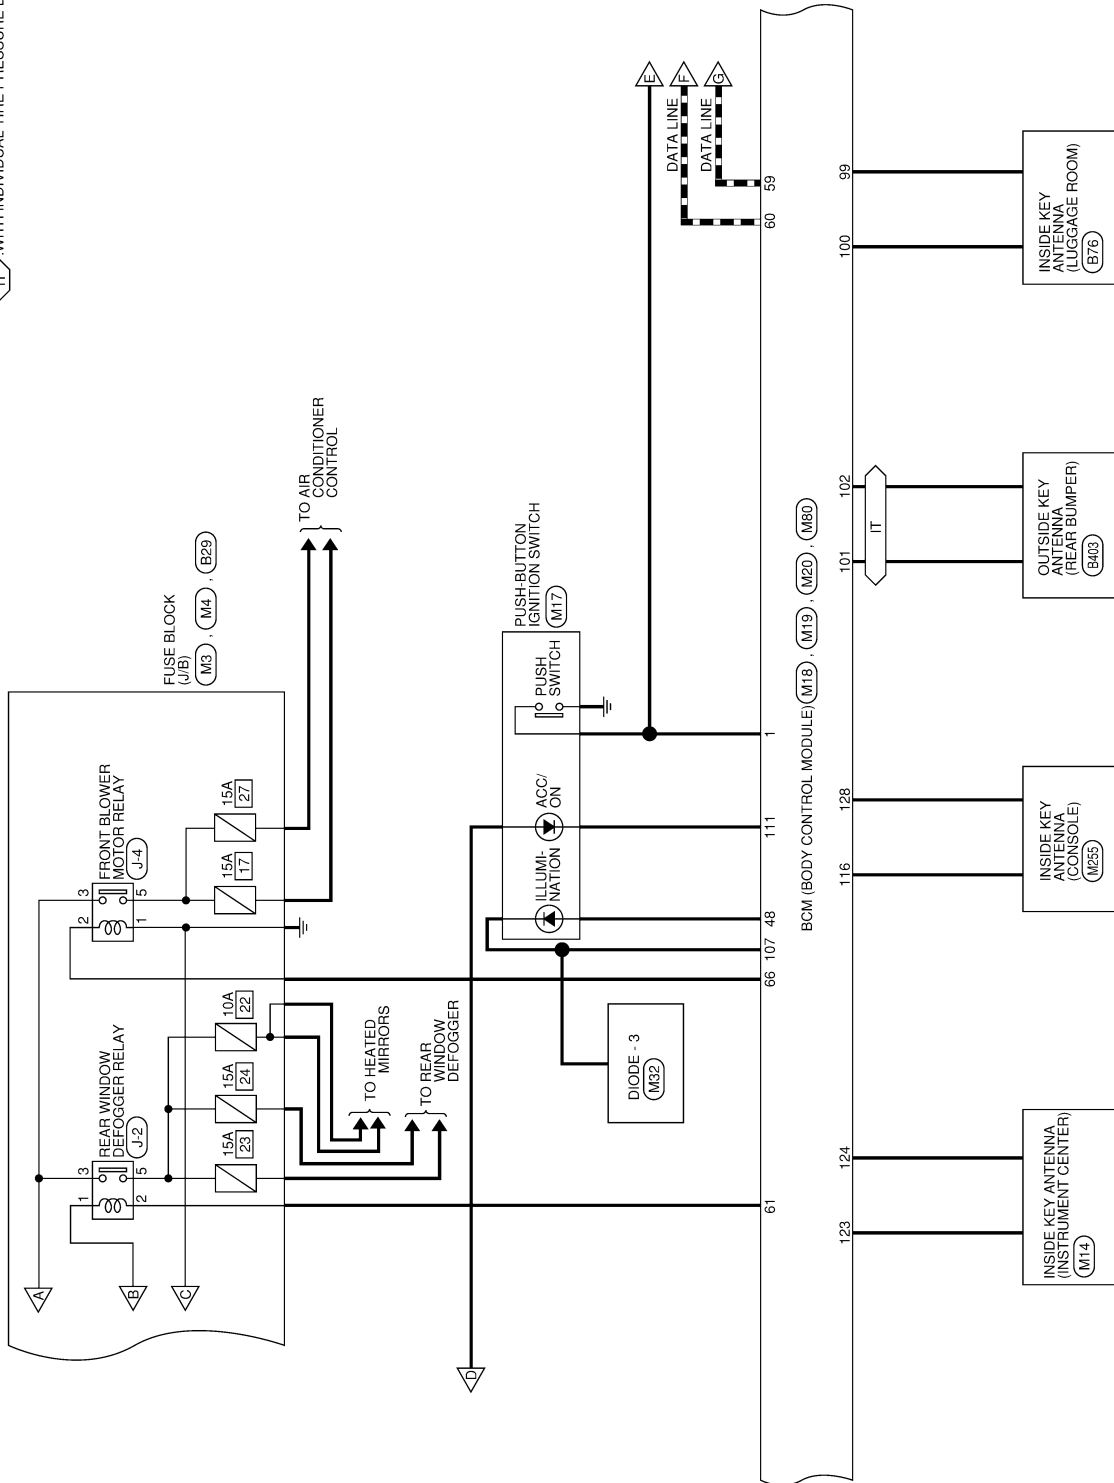 IT
: WITH INDIVIDUAL TIRE PRESSURE
FUSE BLOCK
(J/B)
M3 , M4 , B29
REAR WINDOW
DEFOGGER RELAY
J-2
1
3
2
5
FRONT BLOWER
MOTOR RELAY
J-4
2
3
1
5
A
B
C
15A
23
15A
24
10A
22
15A
17
15A
27
TO HEATED
MIRRORS
TO REAR
WINDOW
DEFOGGER
TO AIR
CONDITIONER
CONTROL
D
PUSH-BUTTON
IGNITION SWITCH
M17
ILLUMI-
NATION
ACC/
ON
PUSH
SWITCH
DIODE - 3
M32
E
F
G
DATA LINE
DATA LINE
61
66
107
48
111
1
60
59
BCM (BODY CONTROL MODULE) M18 , M19 , M20 , M80
123
124
116
128
101
102
100
99
IT
INSIDE KEY ANTENNA
(INSTRUMENT CENTER)
M14
INSIDE KEY
ANTENNA
(CONSOLE)
M255
OUTSIDE KEY
ANTENNA
(REAR BUMPER)
B403
INSIDE KEY
ANTENNA
(LUGGAGE ROOM)
B76